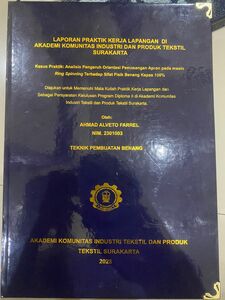 LAPORAN PRAKTIK KERJA LAPANGAN DI
AKADEMI KOMUNITAS INDUSTRI DAN PRODUK TEKSTIL
SURAKARTA
Kasus Praktik: Analisis Pengaruh Orientasi Pemasangan Apron pada mesin
Ring Spinning Terhadap Sifat Fisik Benang Kapas 100%
Diajukan untuk Memenuhi Mata Kuliah Praktik Kerja Lapangan dan
Sebagai Persyaratan Kelulusan Program Diploma II di Akademi Komunitas
Industri Tekstil dan Produk Tekstil Surakarta.
Oleh:
AHMAD ALVETO FARREL
NIM. 2301003
TEKNIK PEMBUATAN BENANG
AKADEMI KOMUNITAS INDUSTRI TEKSTIL DAN PRODUK
TEKSTIL SURAKARTA
2025